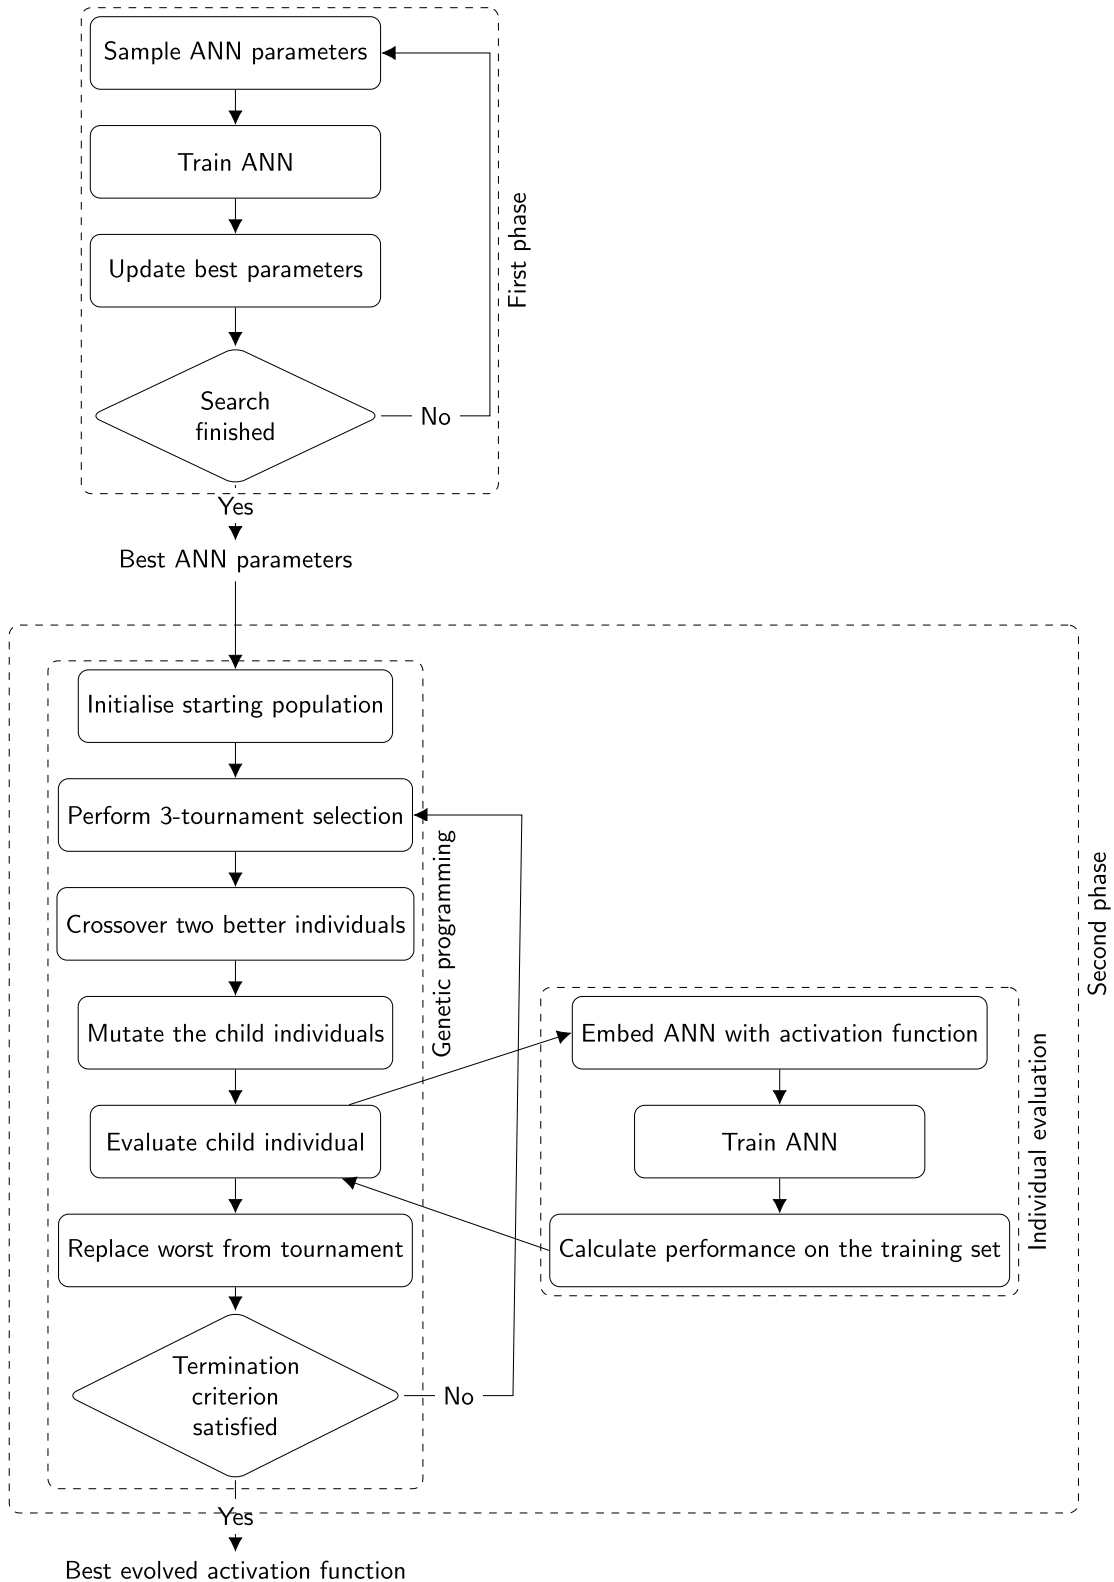 Sample ANN parameters
Train ANN
Update best parameters
First phase
Search
finished
No
Yes
Best ANN parameters
Initialise starting population
Perform 3-tournament selection
Crossover two better individuals
Mutate the child individuals
Evaluate child individual
Replace worst from tournament
Genetic programming
Termination
criterion
satisfied
No
Embed ANN with activation function
Train ANN
Calculate performance on the training set
Individual evaluation
Second phase
Yes
Best evolved activation function